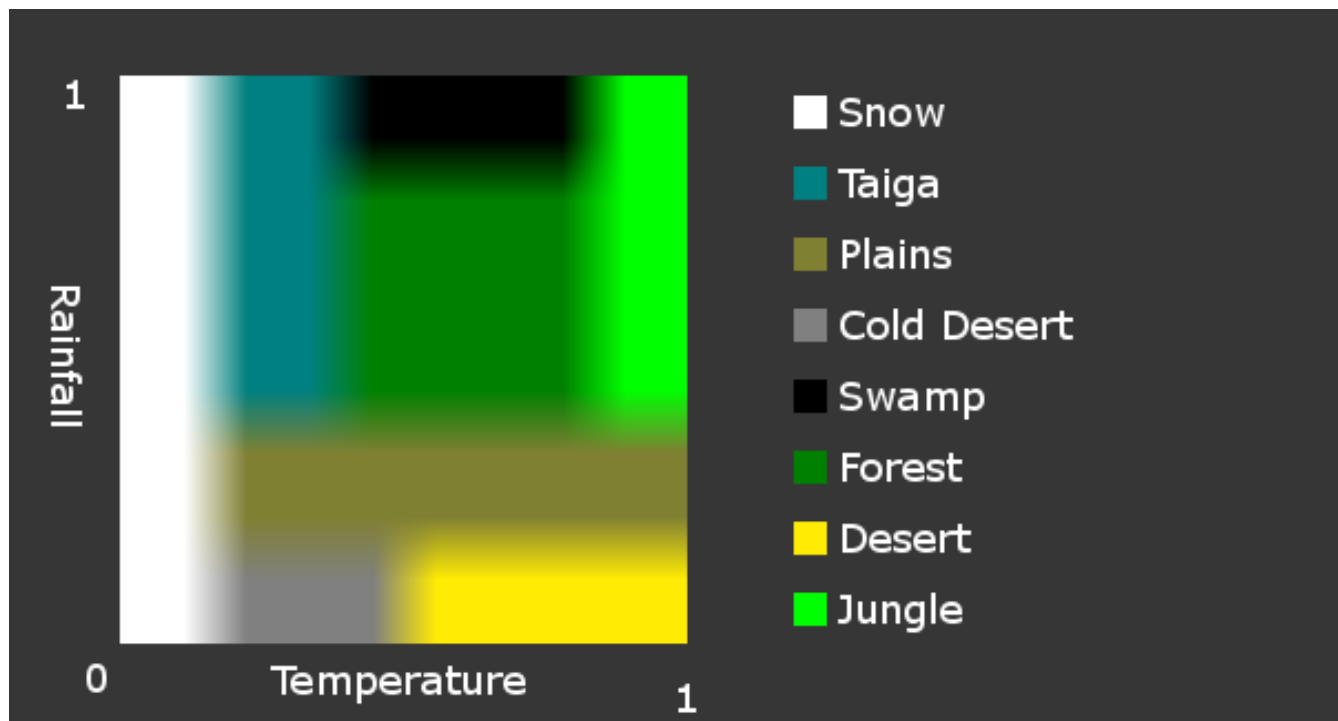 1
Rainfall
0
Temperature
1
Snow
Taiga
Plains
Cold Desert
Swamp
Forest
Desert
Jungle